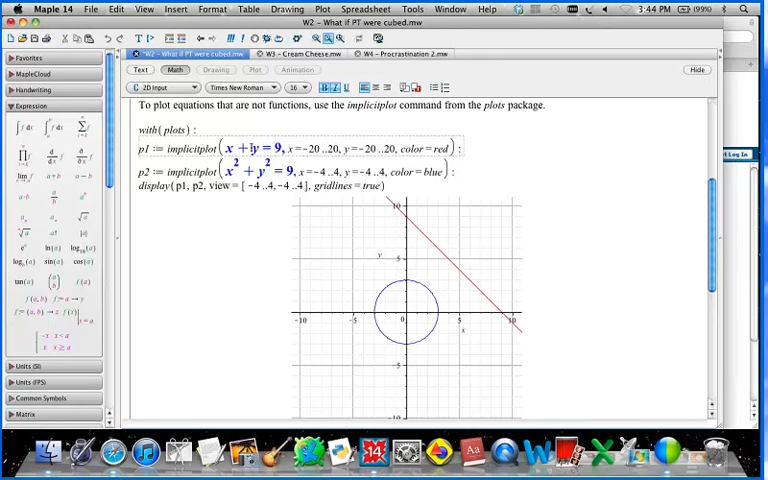 Maple 14 File Edit View Insert Format Table Drawing Plot Spreadsheet Tools Window 3:44 PM (99%)
W2 - What if PT were cubed.mw
*W2 - What if PT were cubed.mw W3 - Cream Cheese.mw W4 - Procrastination 2.mw
Text Math Drawing Plot Animation Hide
2D Input Times New Roman 16 B I U
Favorites
MapleCloud
Handwriting
Expression
Units (SI)
Units (FPS)
Common Symbols
Matrix
To plot equations that are not functions, use the implicitplot command from the plots package.
with(plots):
p1 := implicitplot(x + y = 9, x=-20 ..20, y=-20 ..20, color=red):
p2 := implicitplot(x² + y² = 9, x=-4 ..4, y=-4 ..4, color=blue):
display(p1, p2, view = [ -4 ..4, -4 ..4], gridlines = true)
10
y
5
-10 -5 0 5 10
x
-5
-10